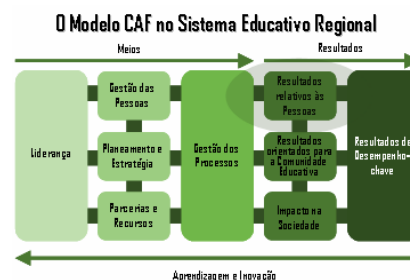 O Modelo CAF no Sistema Educativo Regional
Meios
Resultados
Liderança
Gestão das
Pessoas
Planeamento e
Estratégia
Parcerias e
Recursos
Gestão dos
Processos
Resultados
relativos às
Pessoas
Resultados
orientados para
a Comunidade
Educativa
Impacto na
Sociedade
Resultados de
Desempenho-
chave
Aprendizagem e Inovação